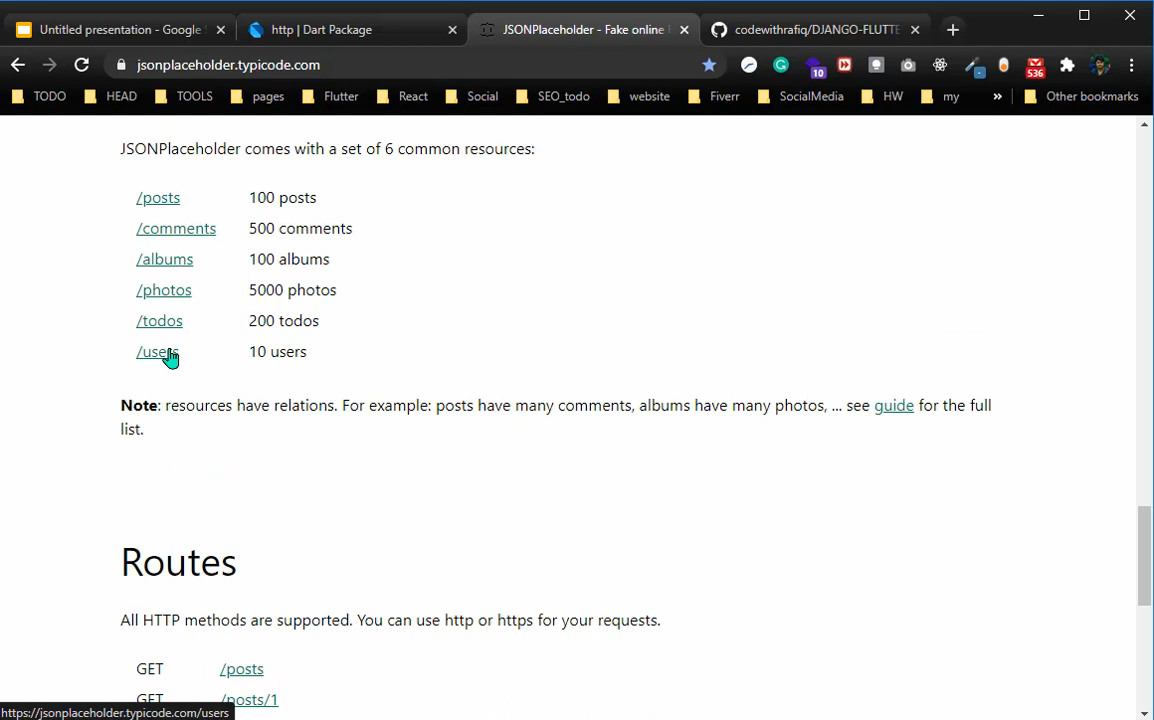 Untitled presentation - Google
http | Dart Package
JSONPlaceholder - Fake online
codewithrafiq/DJANGO-FLUTTE
jsonplaceholder.typicode.com
10
536
TODO HEAD TOOLS pages Flutter React Social SEO_todo website Fiverr SocialMedia HW my » Other bookmarks
JSONPlaceholder comes with a set of 6 common resources:
/posts 100 posts
/comments 500 comments
/albums 100 albums
/photos 5000 photos
/todos 200 todos
/users 10 users
Note: resources have relations. For example: posts have many comments, albums have many photos, ... see guide for the full
list.
Routes
All HTTP methods are supported. You can use http or https for your requests.
GET /posts
GET /posts/1
https://jsonplaceholder.typicode.com/users